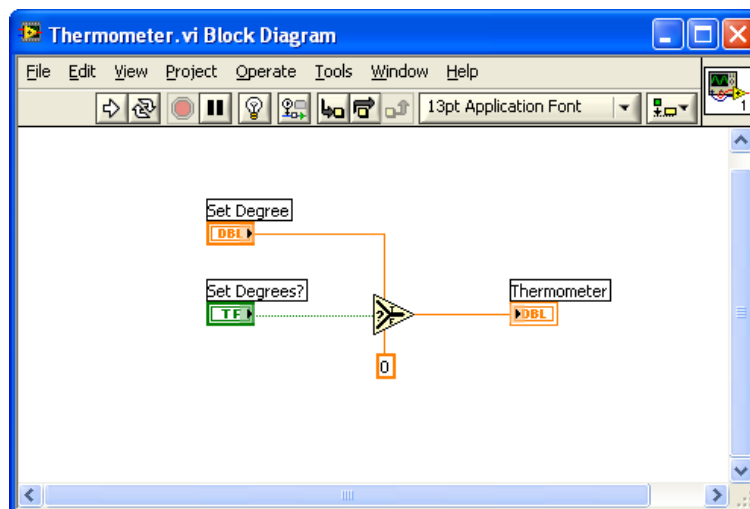 Thermometer.vi Block Diagram
File Edit View Project Operate Tools Window Help
13pt Application Font
1
Set Degree
DBL
Set Degrees?
TF
? F
Thermometer
DBL
0